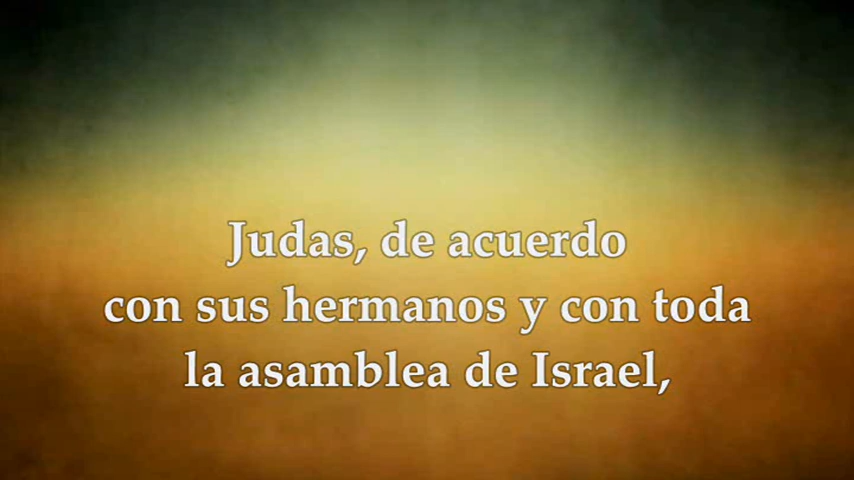 Judas, de acuerdo
con sus hermanos y con toda
la asamblea de Israel,